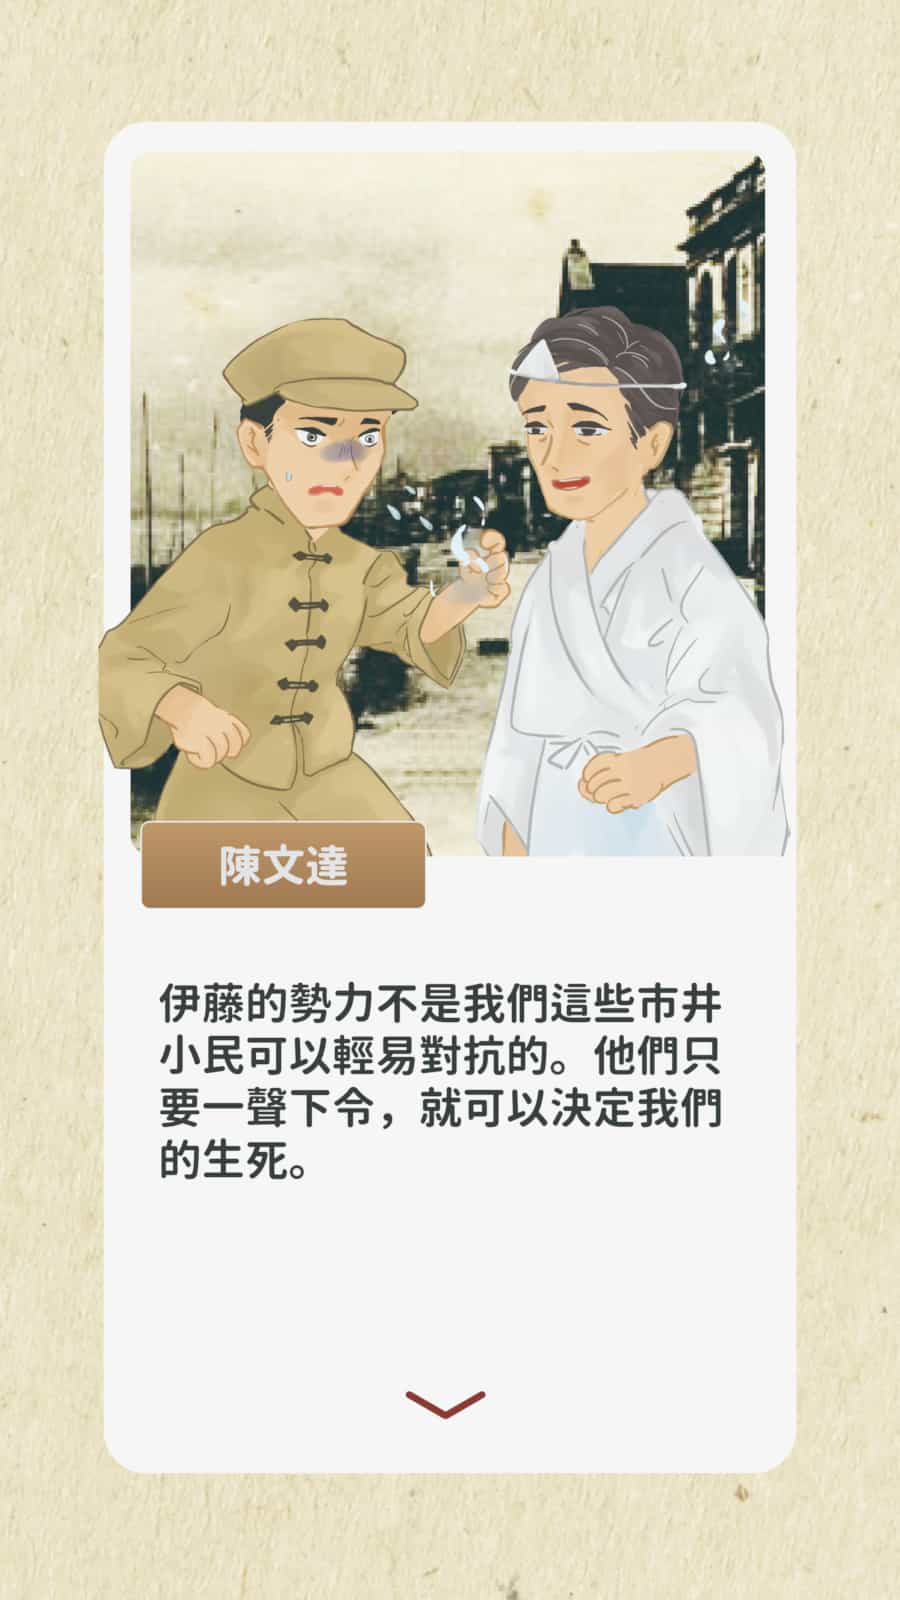 陳文達
伊藤的勢力不是我們這些市井
小民可以輕易對抗的。他們只
要一聲下令，就可以決定我們
的生死。